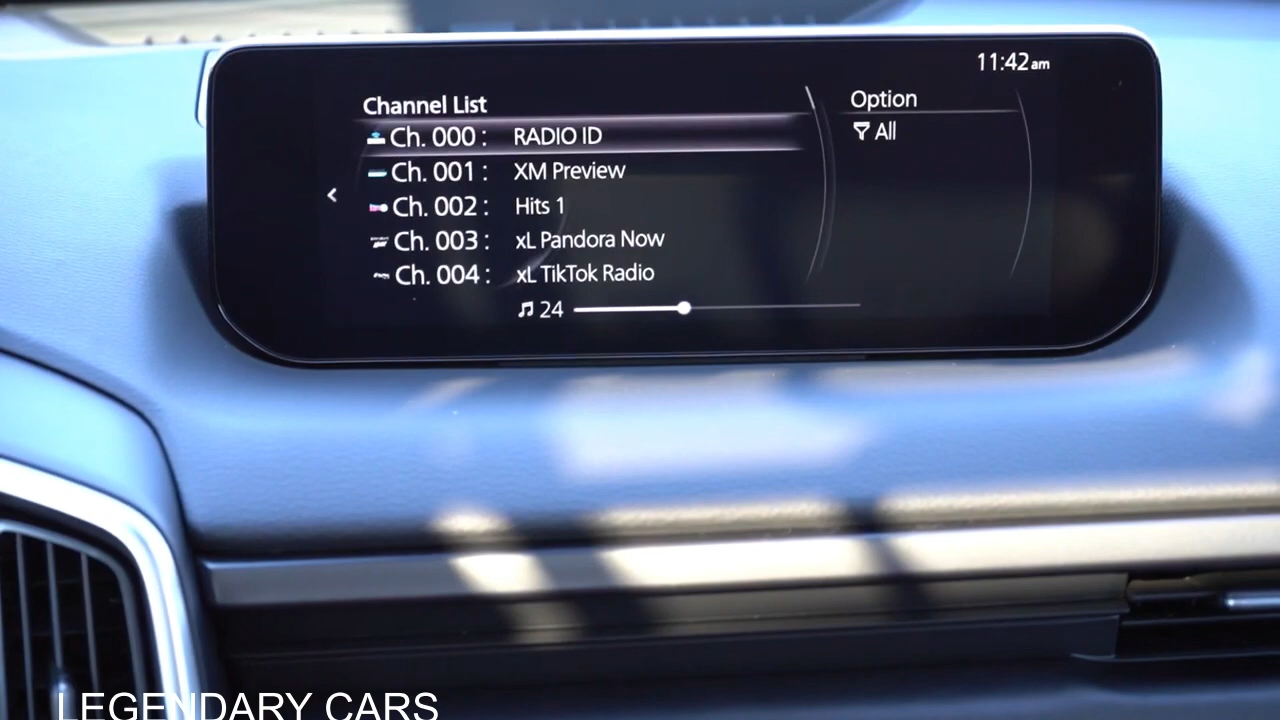 11:42am
Channel List
Option
Ch. 000 : RADIO ID
All
Ch. 001 : XM Preview
Ch. 002 : Hits 1
Ch. 003 : xL Pandora Now
Ch. 004 : xL TikTok Radio
24
LEGENDARY CARS